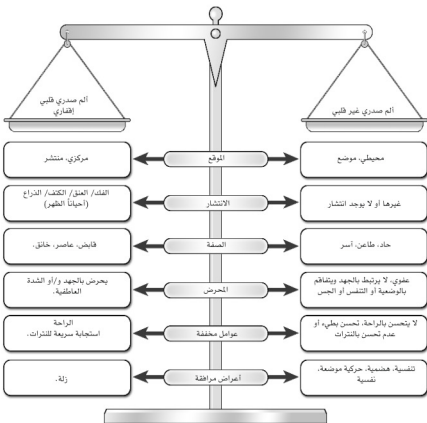 ألم صدري قلبي
إقفاري
ألم صدري غير قلبي
مركزي، منتشر
الموقع
محيطي، موضع
الفك/ العنق/ الكتف/ الذراع
(أحياناً الظهر)
الانتشار
غيرها أو لا يوجد انتشار
قابض، عاصر، خانق.
الصفة
حاد، طاعن، آسر
يحرض بالجهد و/أو الشدة
العاطفية.
المحرض
عفوي، لا يرتبط بالجهد ويتفاقم
بالوضعية أو التنفس أو الجس
الراحة
استجابة سريعة للنترات.
عوامل مخففة
لا يتحسن بالراحة، تحسن بطيء أو
عدم تحسن بالنترات
زلة.
أعراض مرافقة
تنفسية، هضمية، حركية موضعة،
نفسية